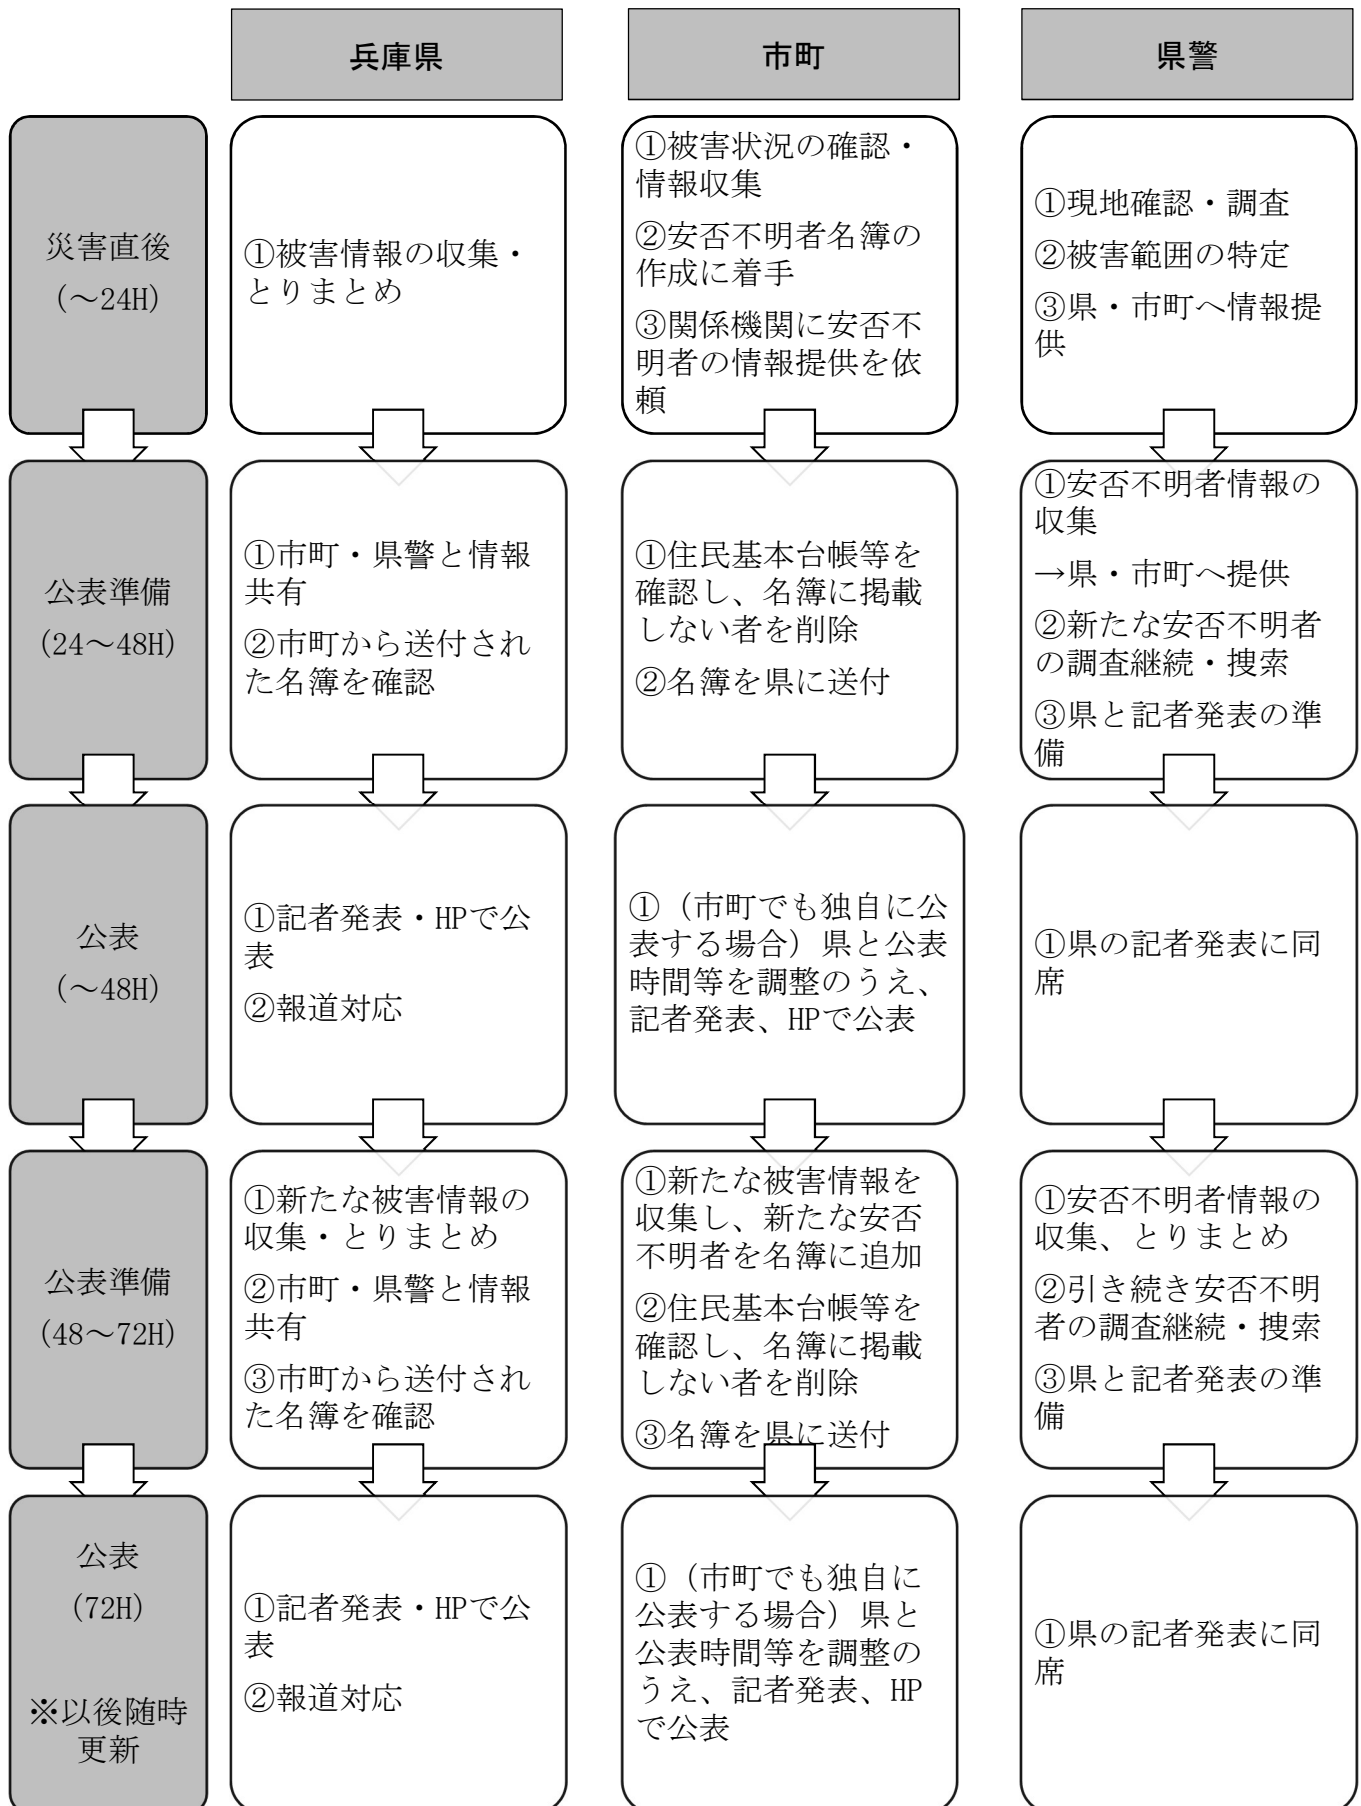 兵庫県
市町
県警
災害直後
(～24H)
①被害情報の収集・
とりまとめ
①被害状況の確認・
情報収集
②安否不明者名簿の
作成に着手
③関係機関に安否不
明者の情報提供を依
頼
①現地確認・調査
②被害範囲の特定
③県・市町へ情報提
供
公表準備
(24～48H)
①市町・県警と情報
共有
②市町から送付され
た名簿を確認
①住民基本台帳等を
確認し、名簿に掲載
しない者を削除
②名簿を県に送付
①安否不明者情報の
収集
→県・市町へ提供
②新たな安否不明者
の調査継続・捜索
③県と記者発表の準
備
公表
(～48H)
①記者発表・HPで公
表
②報道対応
①（市町でも独自に公
表する場合）県と公表
時間等を調整のうえ、
記者発表、HPで公表
①県の記者発表に同
席
公表準備
(48～72H)
①新たな被害情報の
収集・とりまとめ
②市町・県警と情報
共有
③市町から送付され
た名簿を確認
①新たな被害情報を
収集し、新たな安否
不明者を名簿に追加
②住民基本台帳等を
確認し、名簿に掲載
しない者を削除
③名簿を県に送付
①安否不明者情報の
収集、とりまとめ
②引き続き安否不明
者の調査継続・捜索
③県と記者発表の準
備
公表
(72H)
※以後随時
更新
①記者発表・HPで公
表
②報道対応
①（市町でも独自に
公表する場合）県と
公表時間等を調整の
うえ、記者発表、HP
で公表
①県の記者発表に同
席